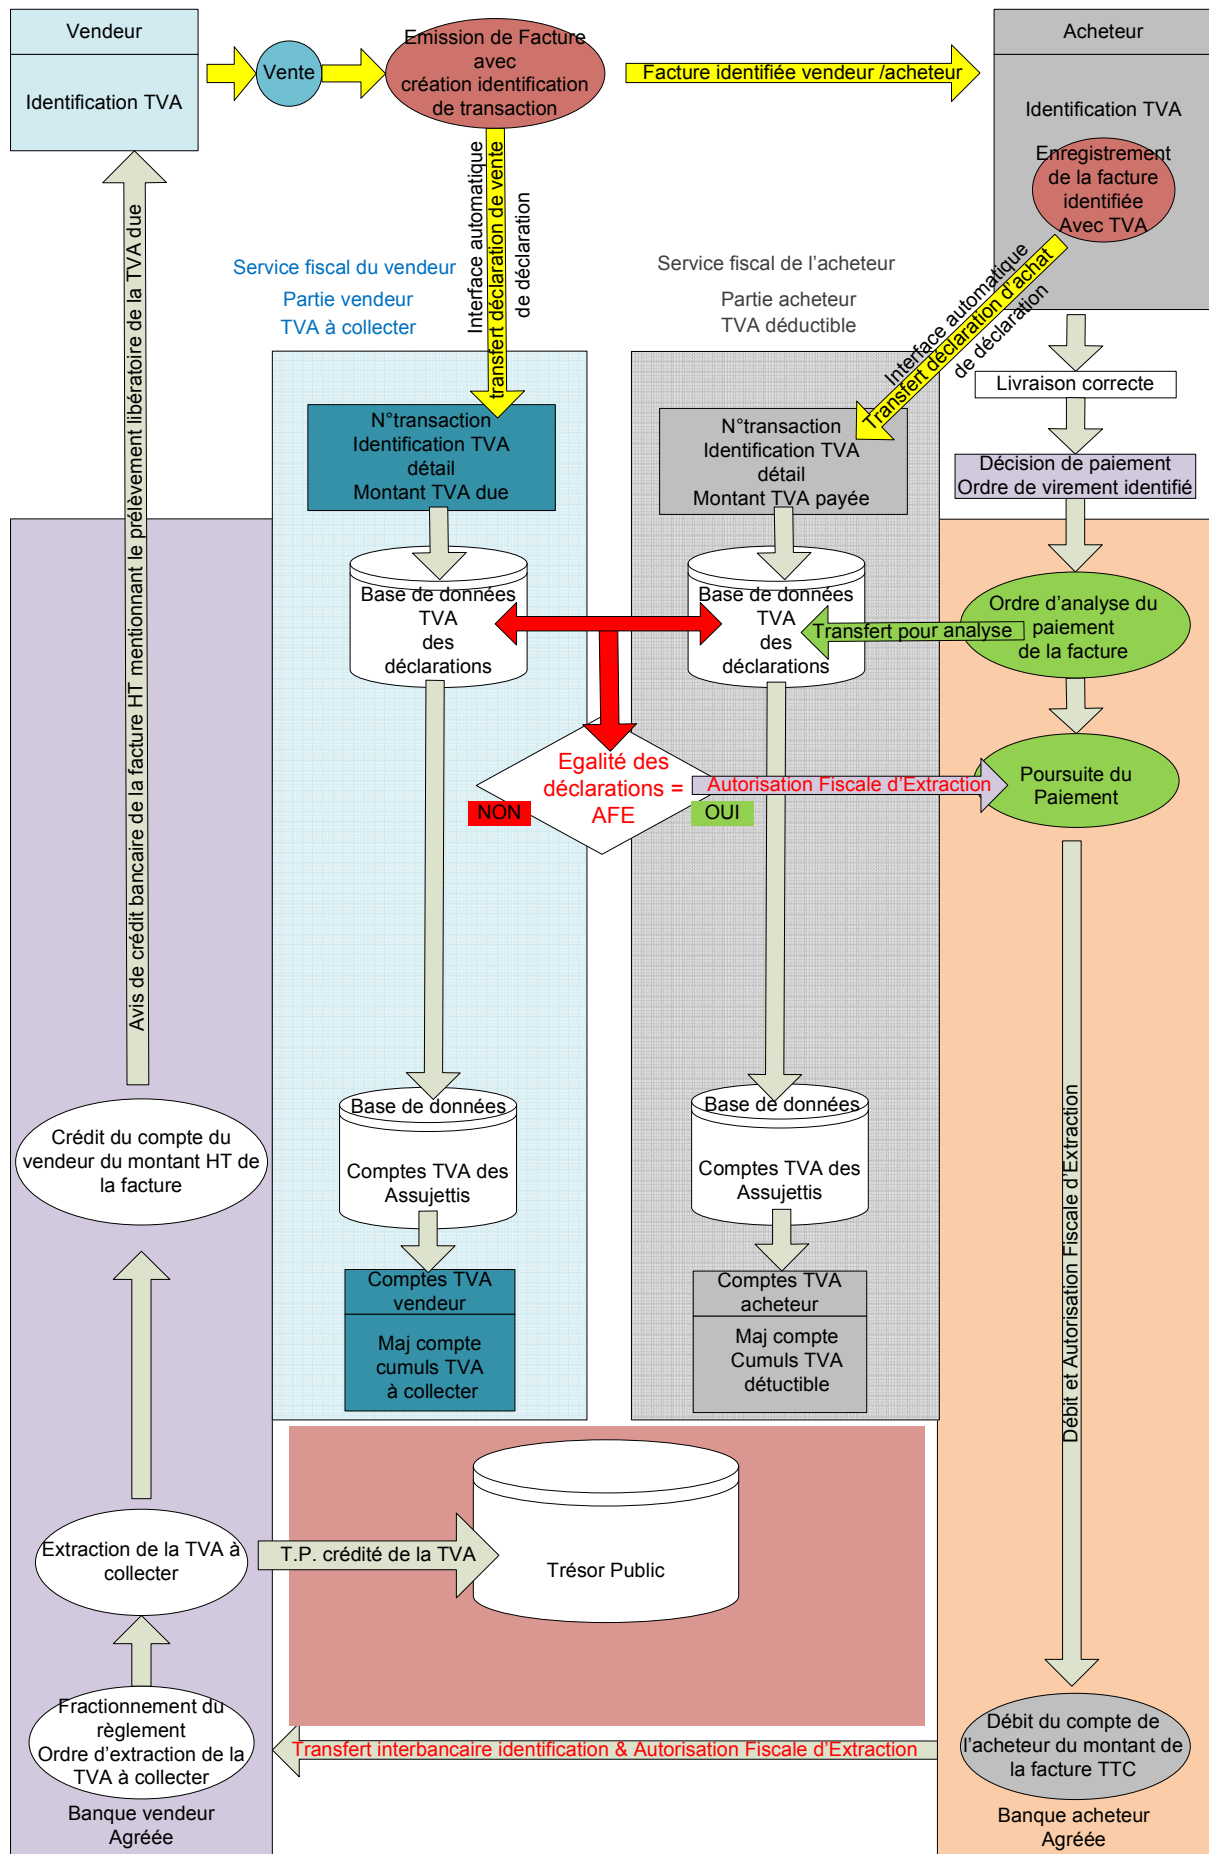 Vendeur
Identification TVA
Vente
Emission de Facture
avec
création identification
de transaction
Facture identifiée vendeur /acheteur
Acheteur
Identification TVA
Enregistrement
de la facture
identifiée
Avec TVA
Interface automatique
transfert déclaration de vente
de déclaration
Service fiscal du vendeur
Partie vendeur
TVA à collecter
Service fiscal de l’acheteur
Partie acheteur
TVA déductible
Interface automatique
Transfert déclaration d’achat
de déclaration
Livraison correcte
Décision de paiement
Ordre de virement identifié
N°transaction
Identification TVA
détail
Montant TVA due
N°transaction
Identification TVA
détail
Montant TVA payée
Base de données
TVA
des
déclarations
Base de données
TVA
des
déclarations
Transfert pour analyse
Ordre d’analyse du
paiement
de la facture
Egalité des
déclarations =
AFE
NON
OUI
Autorisation Fiscale d’Extraction
Poursuite du
Paiement
Avis de crédit bancaire de la facture HT mentionnant le prélèvement libératoire de la TVA due
Base de données
Comptes TVA des
Assujettis
Base de données
Comptes TVA des
Assujettis
Crédit du compte du
vendeur du montant HT de
la facture
Comptes TVA
vendeur
Maj compte
cumuls TVA
à collecter
Comptes TVA
acheteur
Maj compte
Cumuls TVA
détuctible
Débit et Autorisation Fiscale d’Extraction
Extraction de la TVA à
collecter
T.P. crédité de la TVA
Trésor Public
Fractionnement du
règlement
Ordre d’extraction de la
TVA à collecter
Transfert interbancaire identification & Autorisation Fiscale d’Extraction
Débit du compte de
l’acheteur du montant de
la facture TTC
Banque vendeur
Agréée
Banque acheteur
Agréée